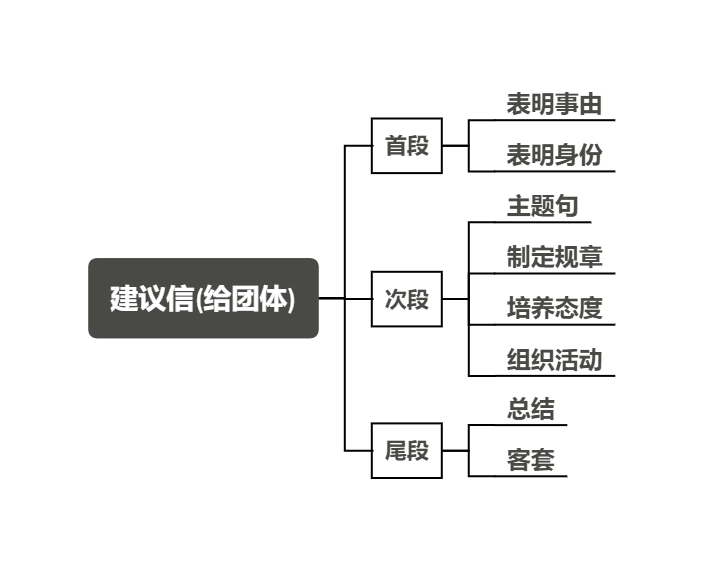 建议信(给团体)
首段
表明事由
表明身份
次段
主题句
制定规章
培养态度
组织活动
尾段
总结
客套